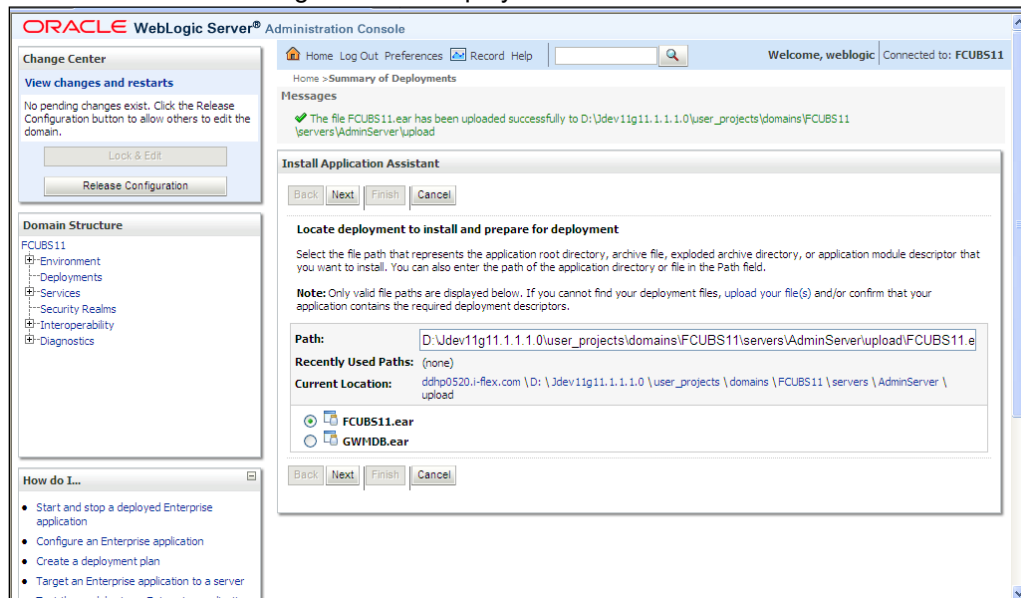 ORACLE WebLogic Server® Administration Console
Change Center
View changes and restarts
No pending changes exist. Click the Release
Configuration button to allow others to edit the
domain.
Lock & Edit
Release Configuration
Domain Structure
FCUBS11
Environment
Deployments
Services
Security Realms
Interoperability
Diagnostics
How do I...
Start and stop a deployed Enterprise
application
Configure an Enterprise application
Create a deployment plan
Target an Enterprise application to a server
Home Log Out Preferences Record Help
Welcome, weblogic Connected to: FCUBS11
Home >Summary of Deployments
Messages
The file FCUBS11.ear has been uploaded successfully to D:\Jdev11g11.1.1.1.0\user_projects\domains\FCUBS11
\servers\AdminServer\upload
Install Application Assistant
Back Next Finish Cancel
Locate deployment to install and prepare for deployment
Select the file path that represents the application root directory, archive file, exploded archive directory, or application module descriptor that
you want to install. You can also enter the path of the application directory or file in the Path field.
Note: Only valid file paths are displayed below. If you cannot find your deployment files, upload your file(s) and/or confirm that your
application contains the required deployment descriptors.
Path: D:\Jdev11g11.1.1.1.0\user_projects\domains\FCUBS11\servers\AdminServer\upload\FCUBS11.e
Recently Used Paths: (none)
Current Location: ddhp0520.i-flex.com \ D: \ Jdev11g11.1.1.1.0 \ user_projects \ domains \ FCUBS11 \ servers \ AdminServer \
upload
FCUBS11.ear
GWMDB.ear
Back Next Finish Cancel